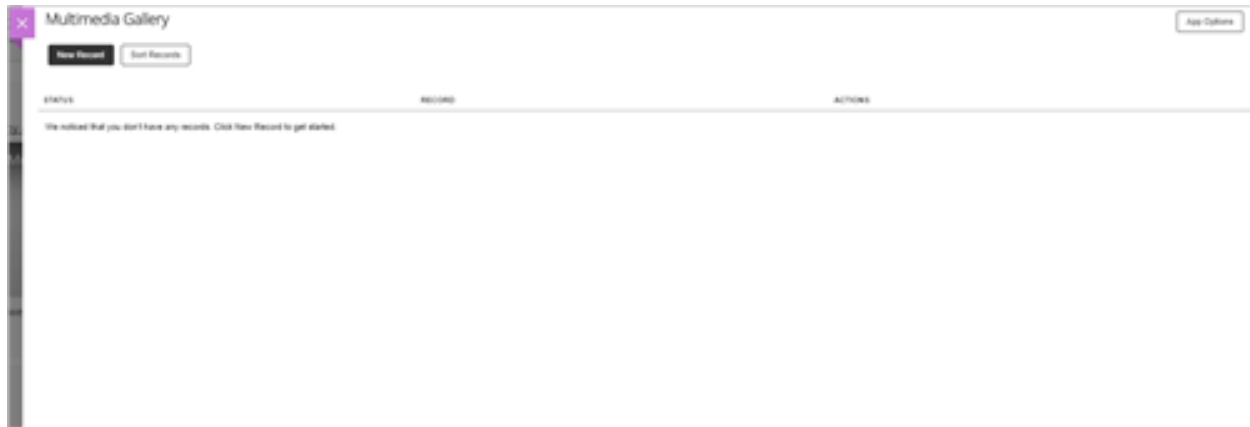 Multimedia Gallery
App Options
New Record
Sort Records
STATUS RECORD ACTIONS
We noticed that you don't have any records. Click New Record to get started.